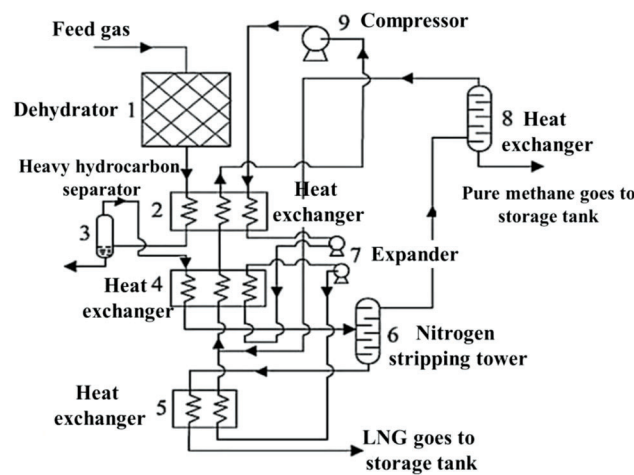 Feed gas
9 Compressor
Dehydrator 1
8 Heat
exchanger
Heavy hydrocarbon
separator
Heat
exchanger
Pure methane goes to
storage tank
2
3
7 Expander
Heat 4
exchanger
6 Nitrogen
stripping tower
Heat
exchanger 5
LNG goes to
storage tank